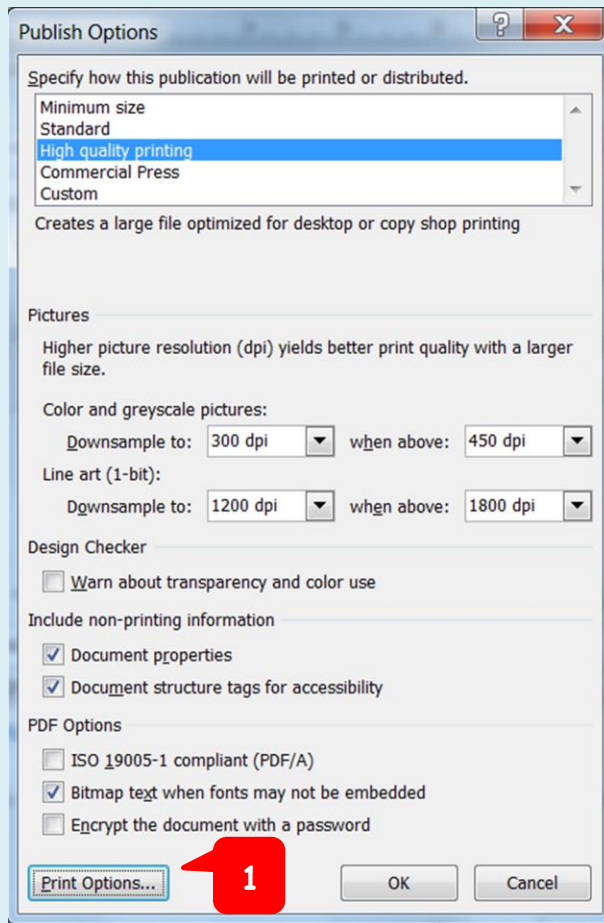 Publish Options
Specify how this publication will be printed or distributed.
Minimum size
Standard
High quality printing
Commercial Press
Custom
Creates a large file optimized for desktop or copy shop printing
Pictures
Higher picture resolution (dpi) yields better print quality with a larger
file size.
Color and greyscale pictures:
Downsample to: 300 dpi when above: 450 dpi
Line art (1-bit):
Downsample to: 1200 dpi when above: 1800 dpi
Design Checker
Warn about transparency and color use
Include non-printing information
Document properties
Document structure tags for accessibility
PDF Options
ISO 19005-1 compliant (PDF/A)
Bitmap text when fonts may not be embedded
Encrypt the document with a password
Print Options... 1 OK Cancel